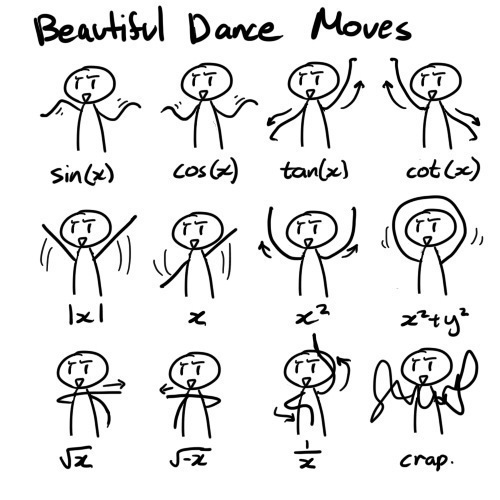 Beautiful Dance Moves
sin(x) cos(x) tan(x) cot(x)
|x| x x² x²+y²
√x √-x 1/x crap.